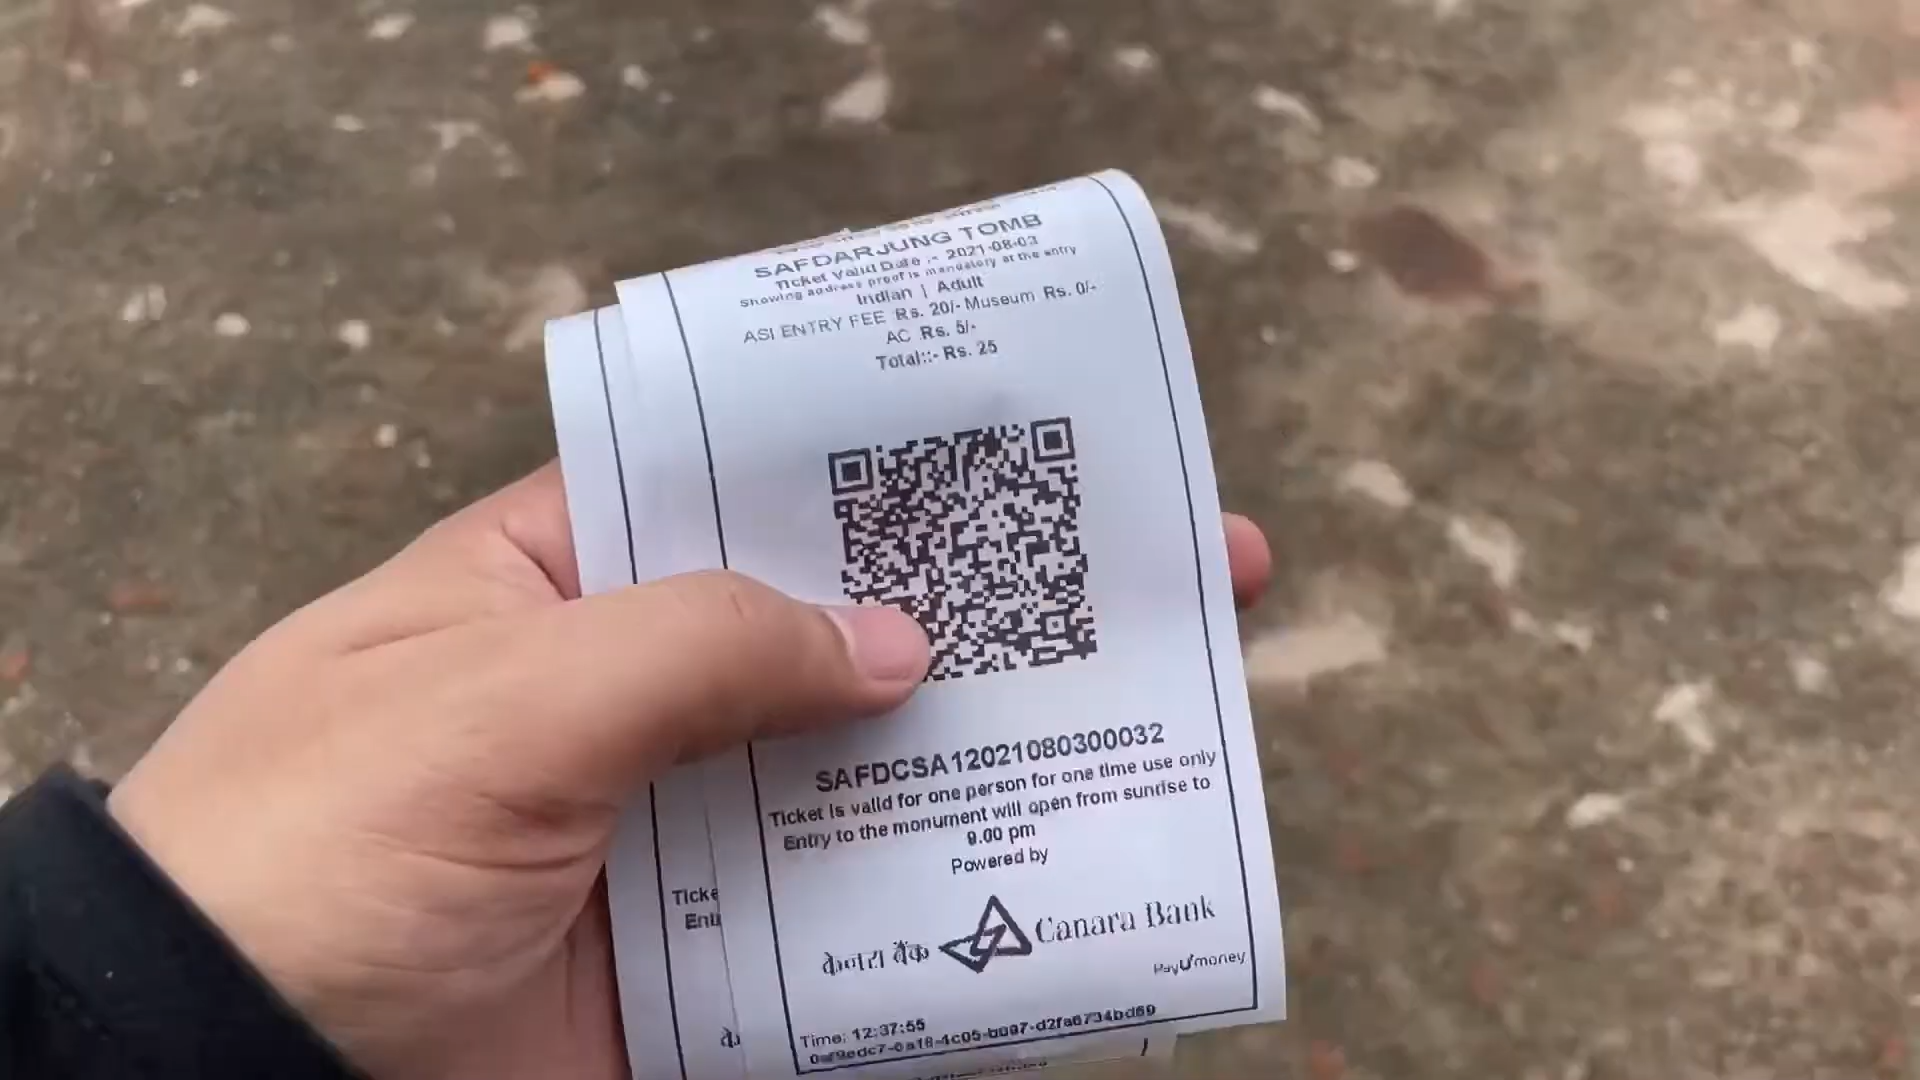 SAFDARJUNG TOMB
Ticket Valid Date :- 2021-08-03
Showing address proof is mandatory at the entry
Indian | Adult
ASI ENTRY FEE Rs. 20/- Museum Rs. 0/-
AC Rs. 5/-
Total::- Rs. 25
SAFDCSA12021080300032
Ticket is valid for one person for one time use only
Entry to the monument will open from sunrise to
9.00 pm
Powered by
केनरा बैंक Canara Bank
PayUmoney
Time: 12:37:55
Ticke
Ent
के